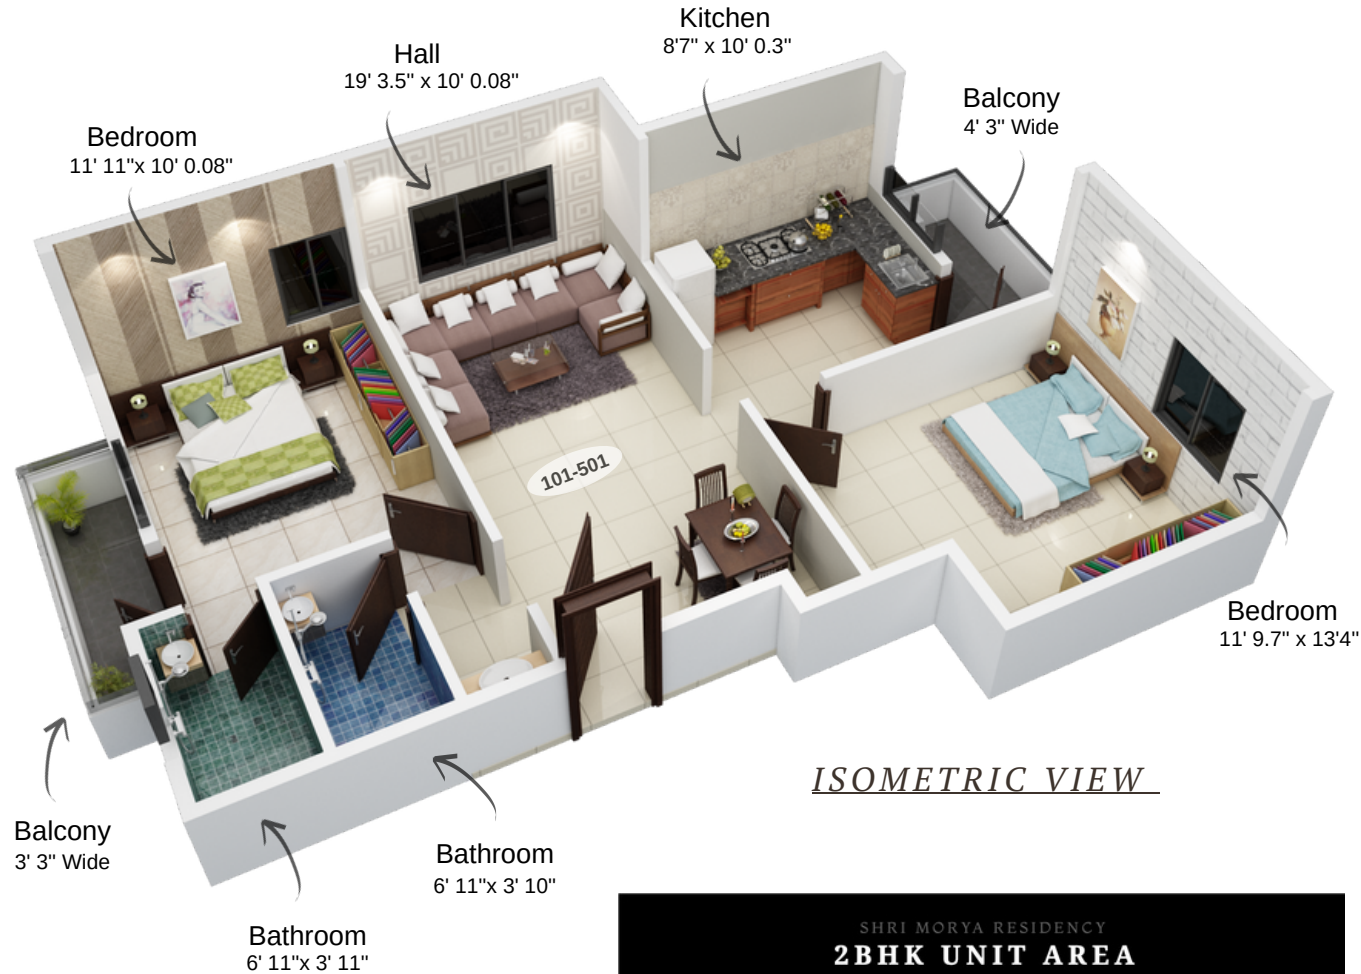 Kitchen
8'7" x 10' 0.3"
Hall
19' 3.5" x 10' 0.08"
Balcony
4' 3" Wide
Bedroom
11' 11"x 10' 0.08"
101-501
Bedroom
11' 9.7" x 13'4"
ISOMETRIC VIEW
Balcony
3' 3" Wide
Bathroom
6' 11"x 3' 10"
Bathroom
6' 11"x 3' 11"
SHRI MORYA RESIDENCY
2BHK UNIT AREA